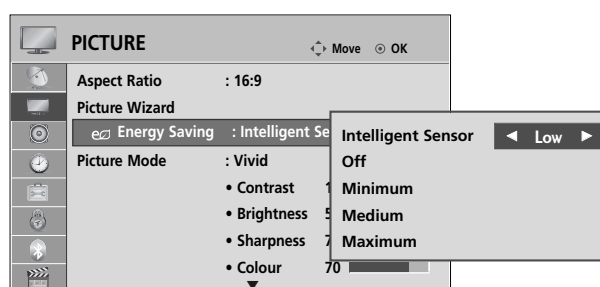 PICTURE
Move OK
Aspect Ratio : 16:9
Picture Wizard
Energy Saving : Intelligent Se
Picture Mode : Vivid
• Contrast 1
• Brightness 5
• Sharpness 7
• Colour 70
Intelligent Sensor ◄ Low ►
Off
Minimum
Medium
Maximum